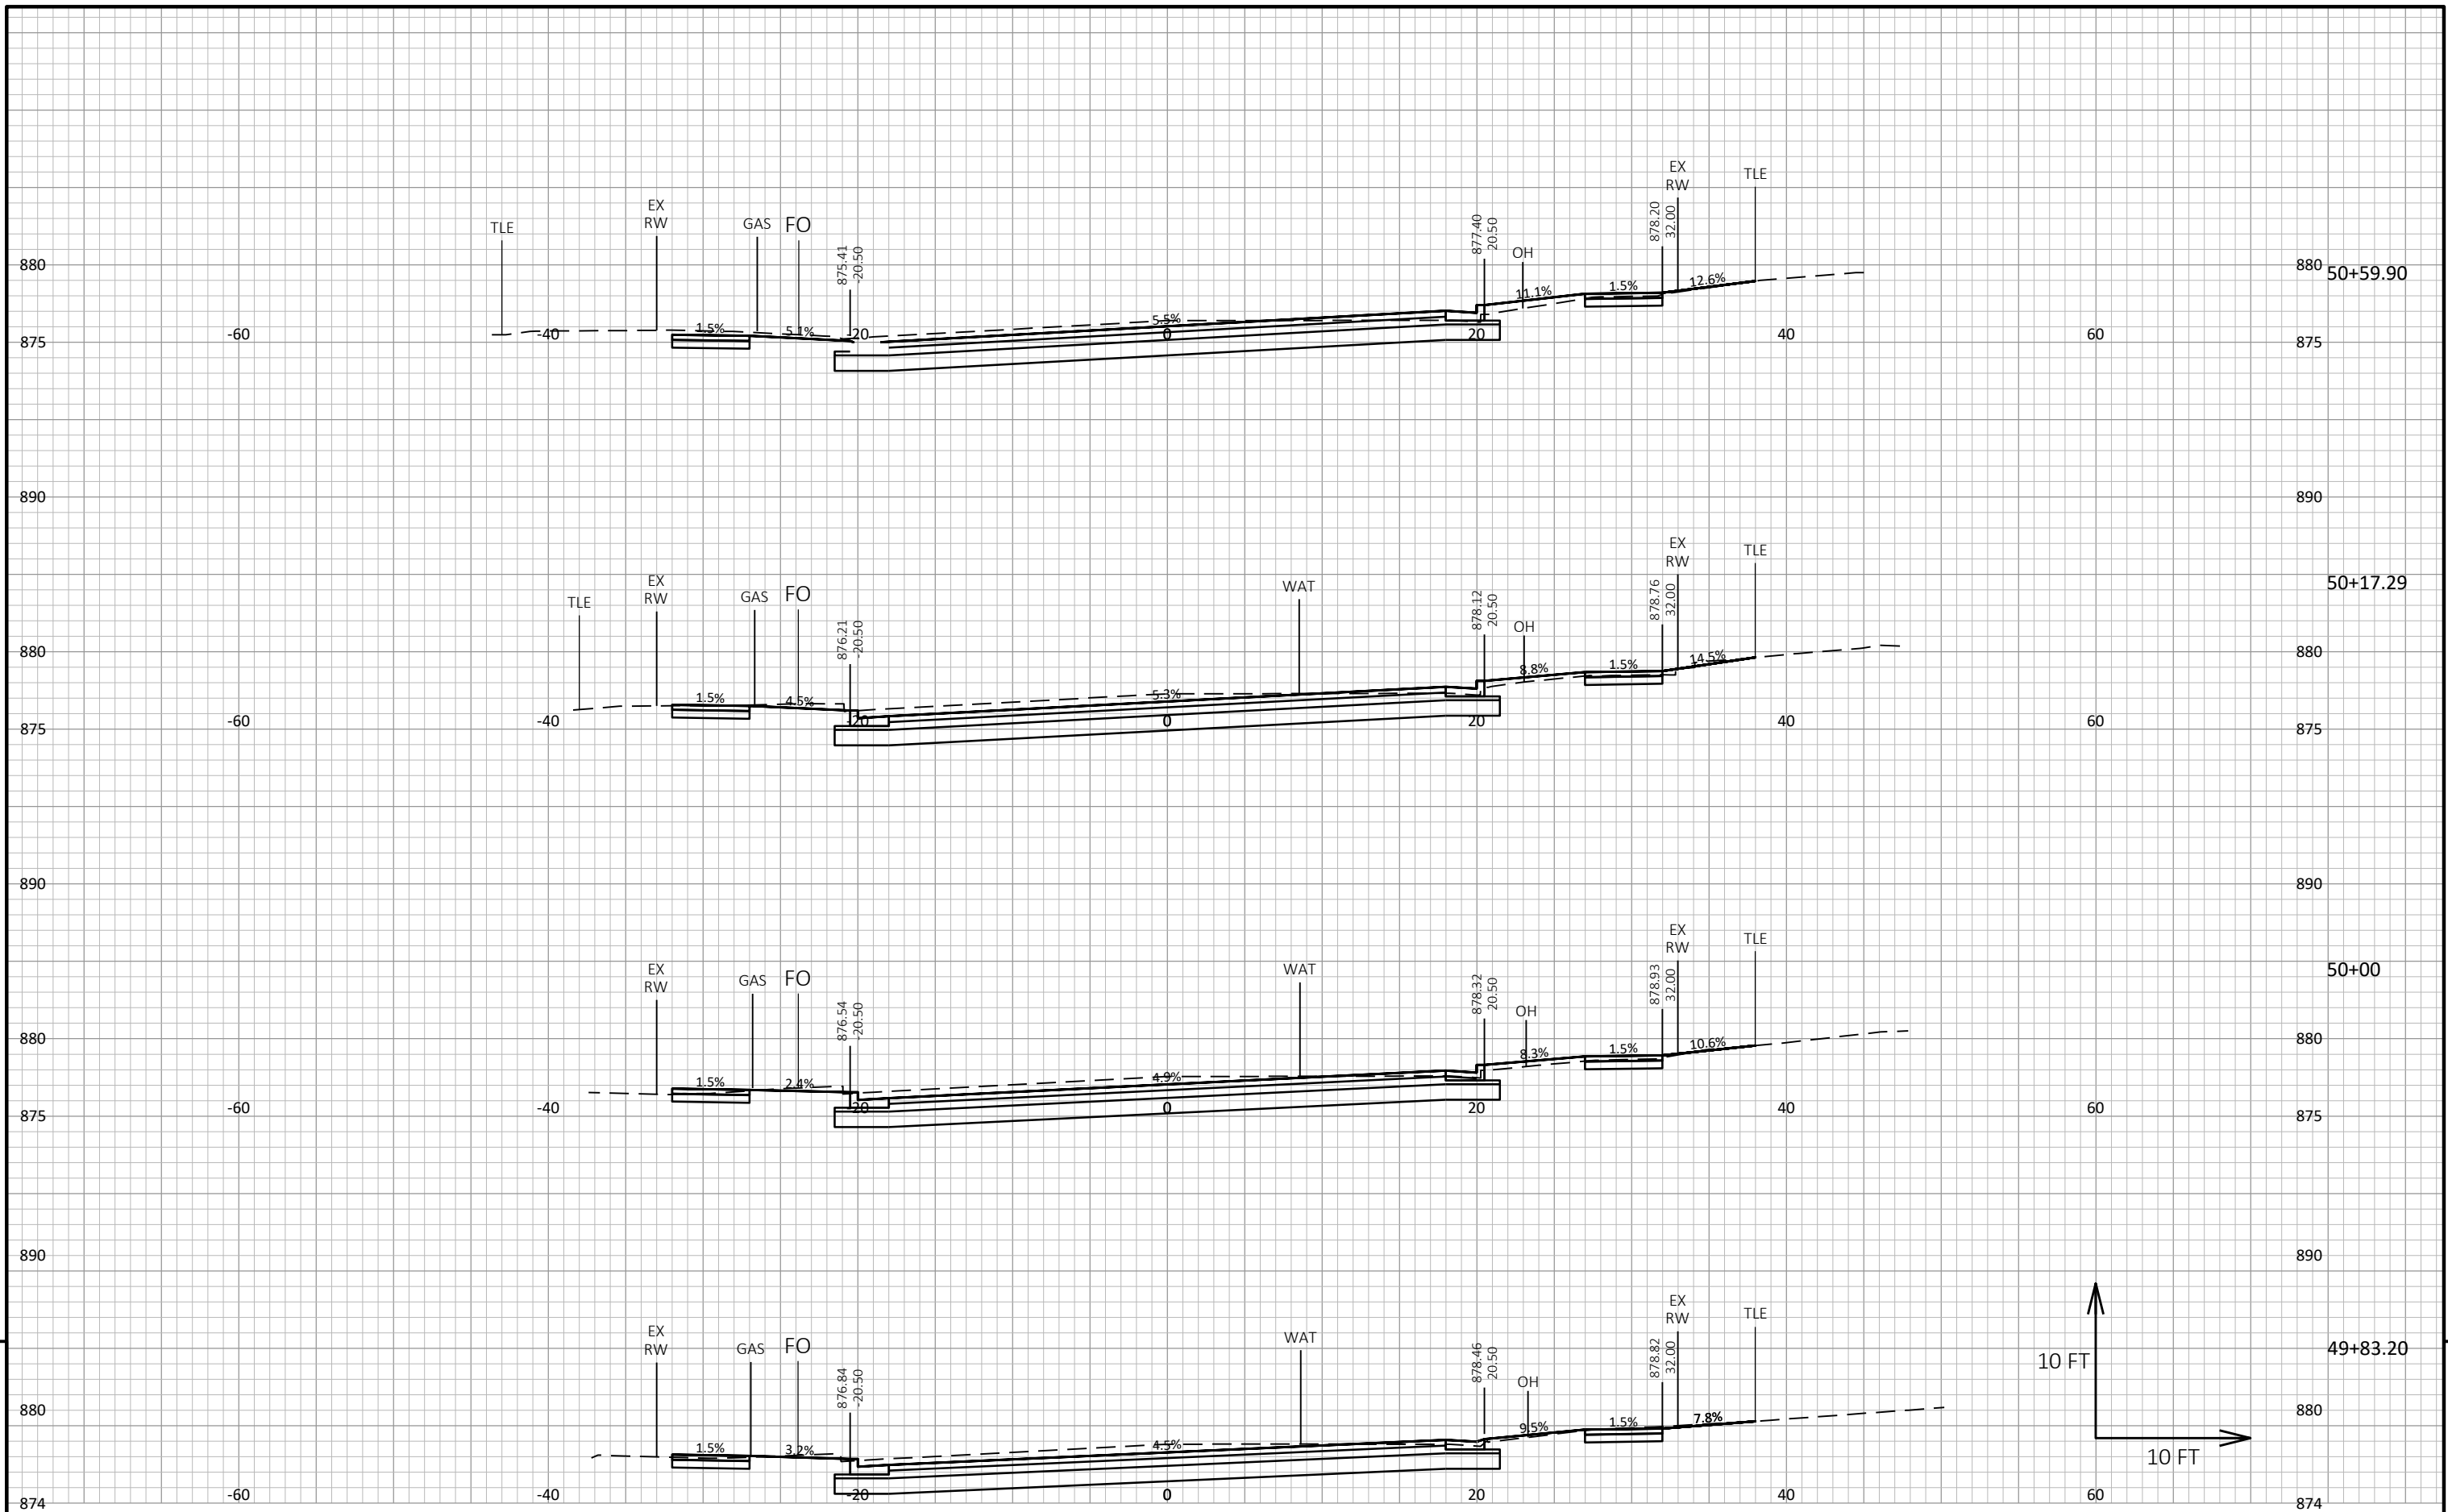 EX
RW
TLE
EX
RW
GAS
FO
TLE
875.41
-20.50
877.40
20.50
OH
878.20
32.00
880
880
50+59.90
1.5%
5.1%
5.5%
11.1%
1.5%
12.6%
-60
-40
-20
0
20
40
60
875
875
890
890
EX
RW
TLE
50+17.29
EX
RW
GAS
FO
TLE
WAT
876.21
-20.50
878.12
20.50
OH
878.76
32.00
880
880
1.5%
4.5%
5.3%
8.8%
1.5%
14.5%
-60
-40
-20
0
20
40
60
875
875
890
890
EX
RW
TLE
50+00
EX
RW
GAS
FO
WAT
876.54
-20.50
878.32
20.50
OH
878.93
32.00
880
880
1.5%
2.4%
4.9%
8.3%
1.5%
10.6%
-60
-40
-20
0
20
40
60
875
875
890
890
EX
RW
TLE
49+83.20
EX
RW
GAS
FO
WAT
876.84
-20.50
878.46
20.50
OH
878.82
32.00
10 FT
10 FT
880
880
1.5%
3.2%
4.5%
9.5%
1.5%
7.8%
-60
-40
-20
0
20
40
60
874
874